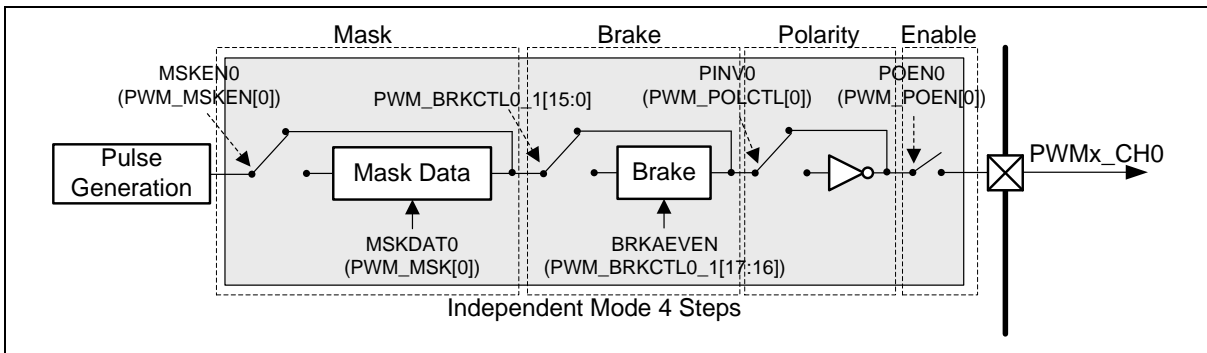 Mask
Brake
Polarity
Enable
MSKEN0
(PWM_MSKEN[0])
PWM_BRKCTL0_1[15:0]
PINV0
(PWM_POLCTL[0])
POEN0
(PWM_POEN[0])
Pulse
Generation
Mask Data
Brake
PWMx_CH0
MSKDAT0
(PWM_MSK[0])
BRKAEVEN
(PWM_BRKCTL0_1[17:16])
Independent Mode 4 Steps